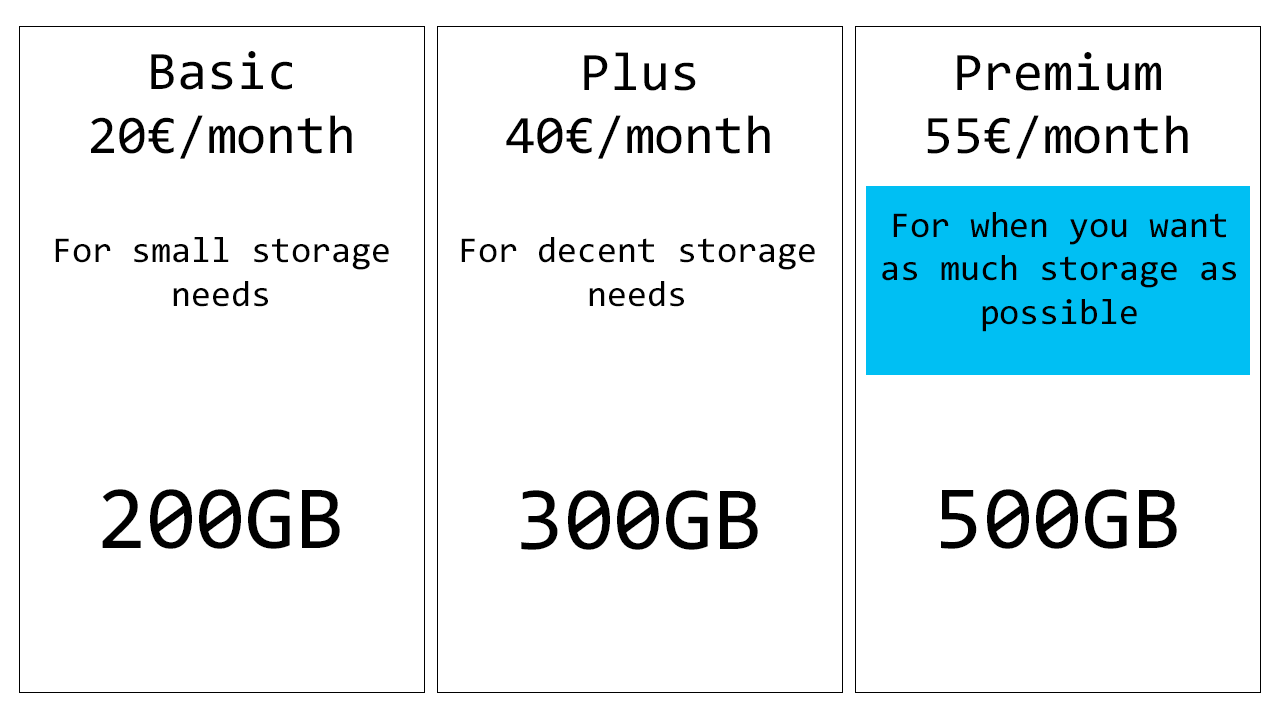 Basic
20€/month
For small storage
needs
200GB
Plus
40€/month
For decent storage
needs
300GB
Premium
55€/month
For when you want
as much storage as
possible
500GB